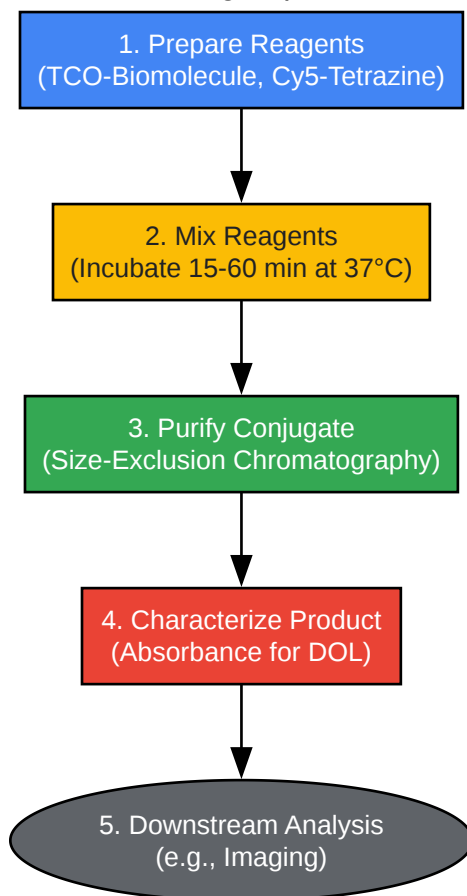 1. Prepare Reagents
(TCO-Biomolecule, Cy5-Tetrazine)
2. Mix Reagents
(Incubate 15-60 min at 37°C)
3. Purify Conjugate
(Size-Exclusion Chromatography)
4. Characterize Product
(Absorbance for DOL)
5. Downstream Analysis
(e.g., Imaging)